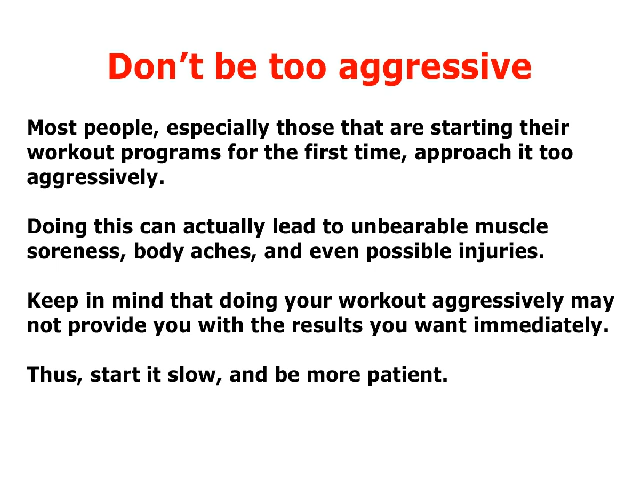 Don't be too aggressive
Most people, especially those that are starting their
workout programs for the first time, approach it too
aggressively.
Doing this can actually lead to unbearable muscle
soreness, body aches, and even possible injuries.
Keep in mind that doing your workout aggressively may
not provide you with the results you want immediately.
Thus, start it slow, and be more patient.